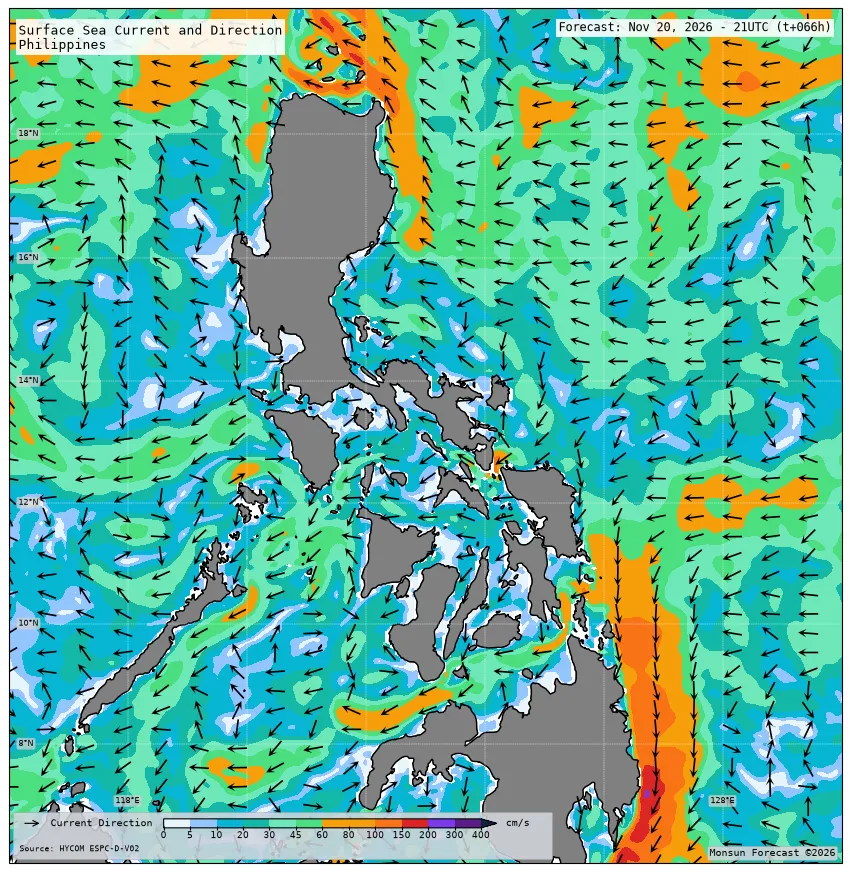 Surface Sea Current and Direction
Philippines
Forecast: Nov 20, 2026 - 21UTC (t+066h)
18°N
16°N
14°N
12°N
10°N
8°N
118°E
128°E
Current Direction
cm/s
0 5 10 20 30 45 60 80 100 150 200 300 400
Source: HYCOM ESPC-D-V02
Monsun Forecast ©2026